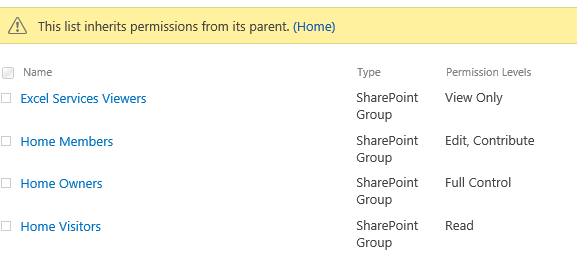 This list inherits permissions from its parent. (Home)
Name Type Permission Levels
Excel Services Viewers SharePoint Group View Only
Home Members SharePoint Group Edit, Contribute
Home Owners SharePoint Group Full Control
Home Visitors SharePoint Group Read